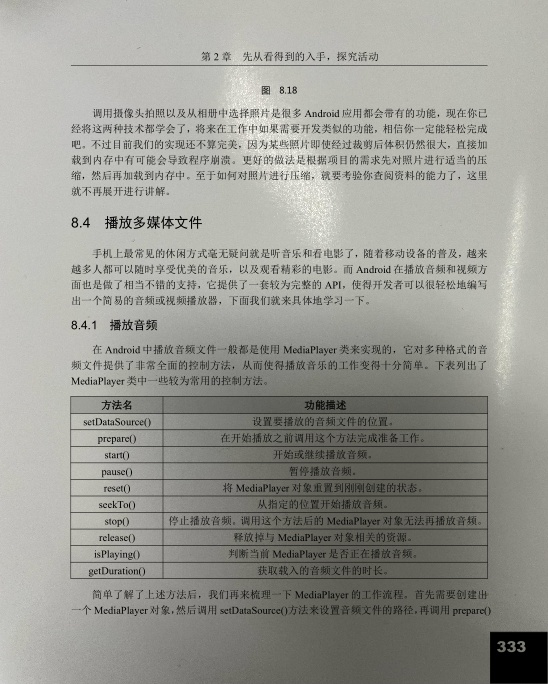 第 2 章　先从看得到的入手，探究活动
图　8.18
调用摄像头拍照以及从相册中选择照片是很多 Android 应用都会带有的功能，现在你已
经将这两种技术都学会了，将来在工作中如果需要开发类似的功能，相信你一定能轻松完成
吧。不过目前我们的实现还不算完美，因为某些照片即使经过裁剪后体积仍然很大，直接加
载到内存中有可能会导致程序崩溃。更好的做法是根据项目的需求先对照片进行适当的压
缩，然后再加载到内存中。至于如何对照片进行压缩，就要考验你查阅资料的能力了，这里
就不再展开进行讲解。
8.4　播放多媒体文件
手机上最常见的休闲方式毫无疑问就是听音乐和看电影了，随着移动设备的普及，越来
越多人都可以随时享受优美的音乐，以及观看精彩的电影。而 Android 在播放音频和视频方
面也是做了相当不错的支持，它提供了一套较为完整的 API，使得开发者可以很轻松地编写
出一个简易的音频或视频播放器，下面我们就来具体地学习一下。
8.4.1　播放音频
在 Android 中播放音频文件一般都是使用 MediaPlayer 类来实现的，它对多种格式的音
频文件提供了非常全面的控制方法，从而使得播放音乐的工作变得十分简单。下表列出了
MediaPlayer 类中一些较为常用的控制方法。
方法名　功能描述
setDataSource()　设置要播放的音频文件的位置。
prepare()　在开始播放之前调用这个方法完成准备工作。
start()　开始或继续播放音频。
pause()　暂停播放音频。
reset()　将 MediaPlayer 对象重置到刚刚创建的状态。
seekTo()　从指定的位置开始播放音频。
stop()　停止播放音频。调用这个方法后的 MediaPlayer 对象无法再播放音频。
release()　释放掉与 MediaPlayer 对象相关的资源。
isPlaying()　判断当前 MediaPlayer 是否正在播放音频。
getDuration()　获取载入的音频文件的时长。
简单了解了上述方法后，我们再来梳理一下 MediaPlayer 的工作流程。首先需要创建出
一个 MediaPlayer 对象，然后调用 setDataSource()方法来设置音频文件的路径，再调用 prepare()
333